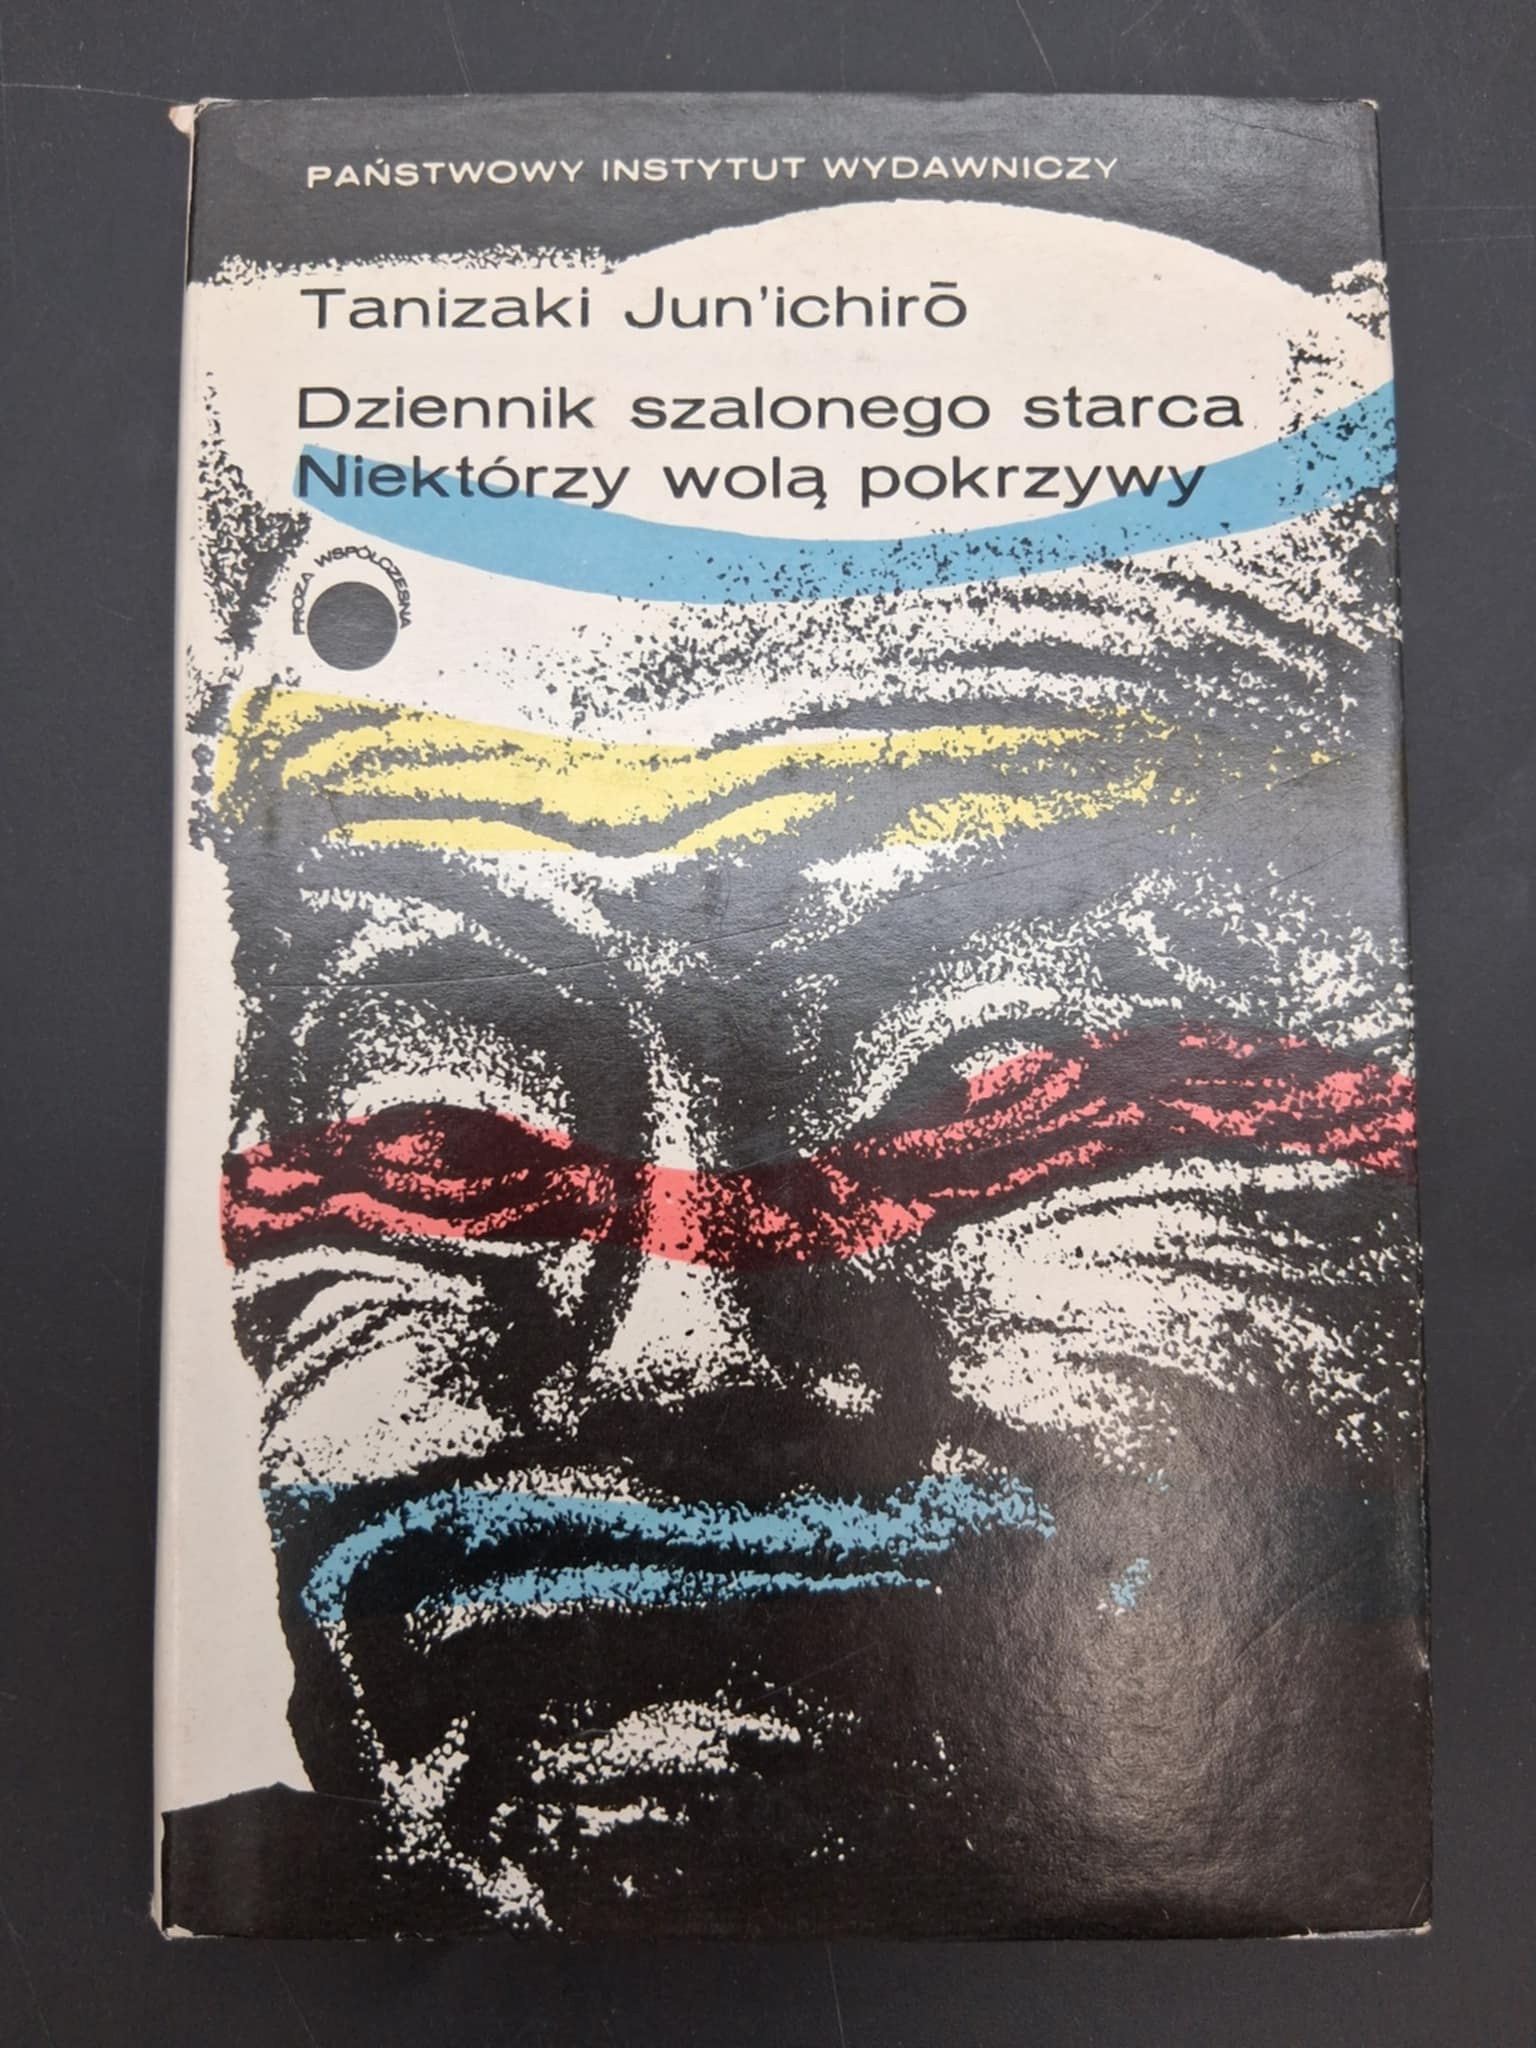 PAŃSTWOWY INSTYTUT WYDAWNICZY
Tanizaki Jun'ichirō
Dziennik szalonego starca
Niektórzy wolą pokrzywy
PROZA WSPÓŁCZESNA